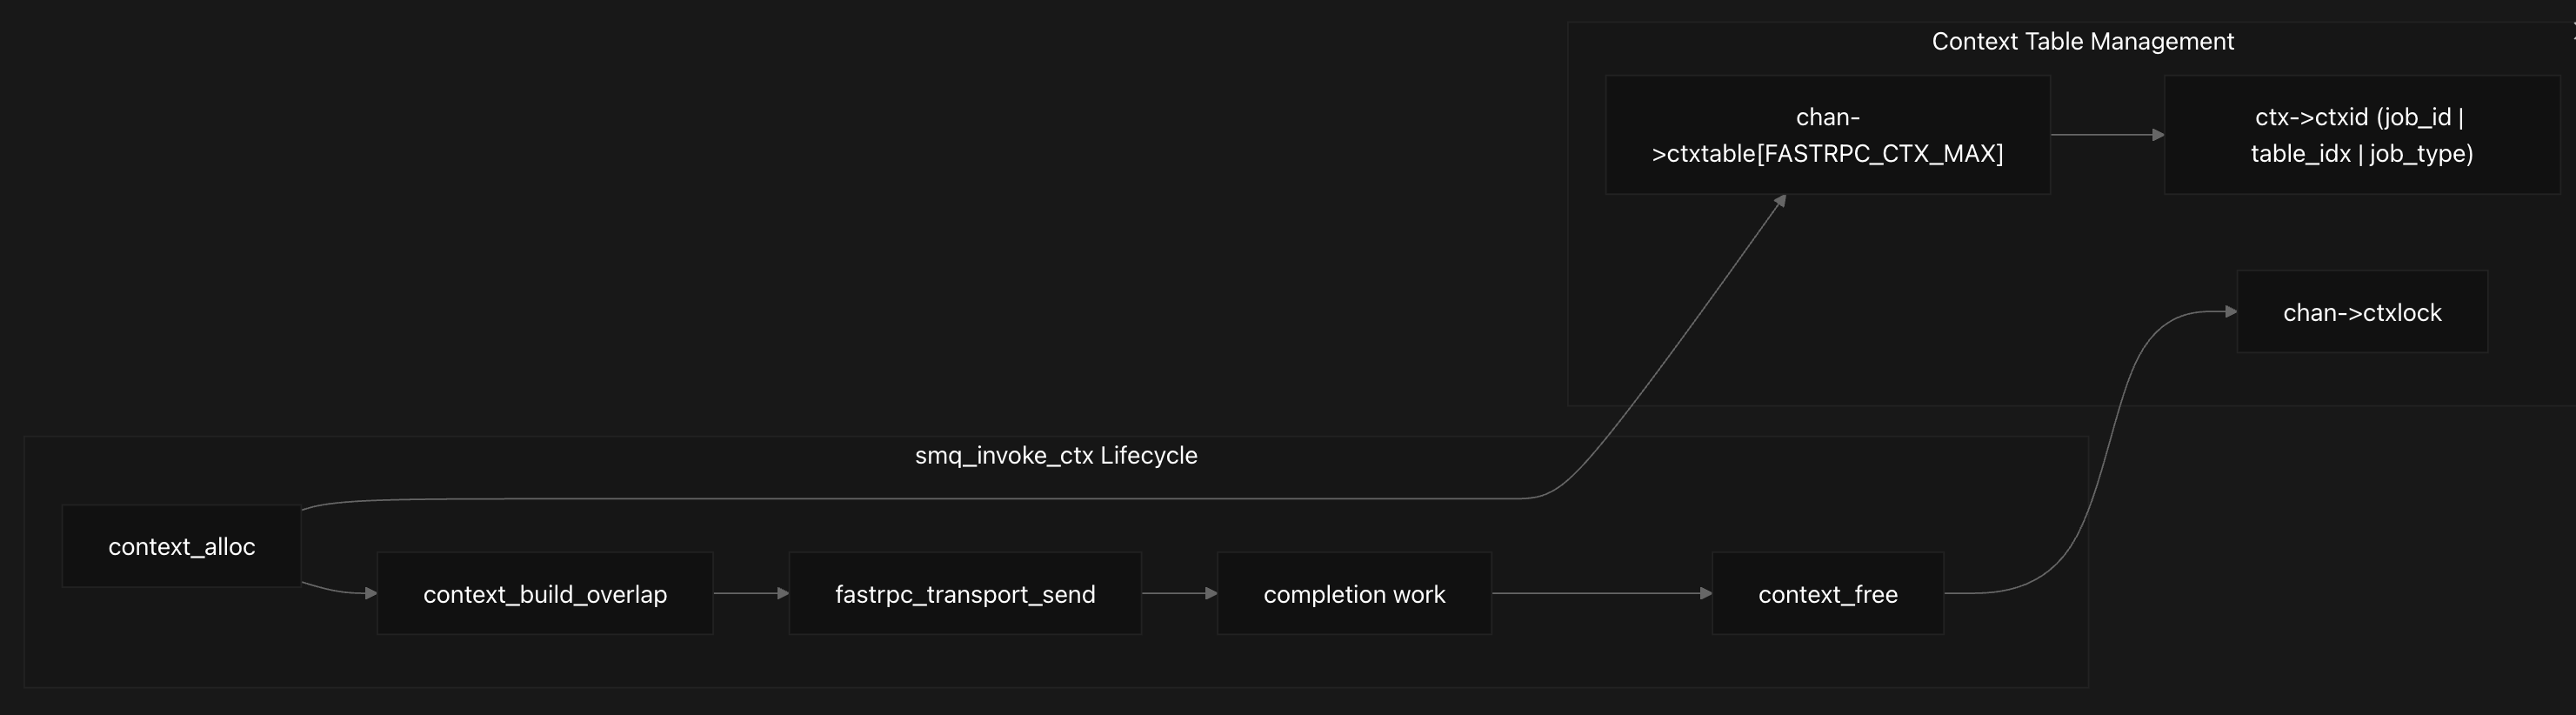 Context Table Management
chan-
>ctxtable[FASTRPC_CTX_MAX]
ctx->ctxid (job_id |
table_idx | job_type)
chan->ctxlock
smq_invoke_ctx Lifecycle
context_alloc
context_build_overlap
fastrpc_transport_send
completion work
context_free